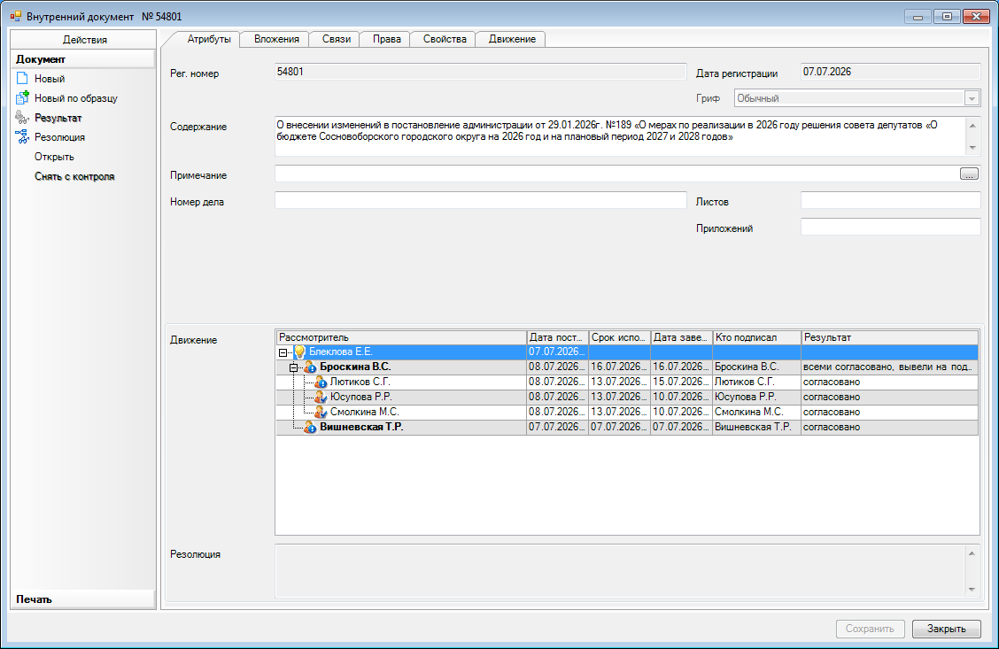 Внутренний документ № 54801
Действия
Документ
Новый
Новый по образцу
Результат
Резолюция
Открыть
Снять с контроля
Печать
Атрибуты Вложения Связи Права Свойства Движение
Рег. номер 54801 Дата регистрации 07.07.2026
Гриф Обычный
Содержание О внесении изменений в постановление администрации от 29.01.2026г. №189 «О мерах по реализации в 2026 году решения совета депутатов «О
бюджете Сосновоборского городского округа на 2026 год и на плановый период 2027 и 2028 годов»
Примечание ...
Номер дела Листов
Приложений
Движение
Рассмотритель Дата пост... Срок испо... Дата заве... Кто подписал Результат
Блеклова Е.Е. 07.07.2026...
Броскина В.С. 08.07.2026... 16.07.2026... 16.07.2026... Броскина В.С. всеми согласовано, вывели на под...
Лютиков С.Г. 08.07.2026... 13.07.2026... 15.07.2026... Лютиков С.Г. согласовано
Юсупова Р.Р. 08.07.2026... 13.07.2026... 10.07.2026... Юсупова Р.Р. согласовано
Смолкина М.С. 08.07.2026... 13.07.2026... 10.07.2026... Смолкина М.С. согласовано
Вишневская Т.Р. 07.07.2026... 07.07.2026... 07.07.2026... Вишневская Т.Р. согласовано
Резолюция
Сохранить Закрыть